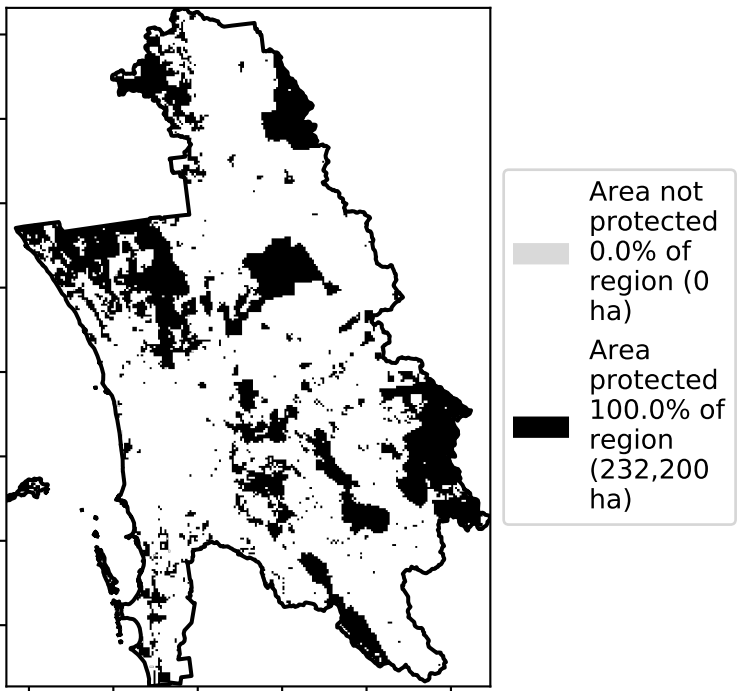 Area not
protected
0.0% of
region (0
ha)
Area
protected
100.0% of
region
(232,200
ha)